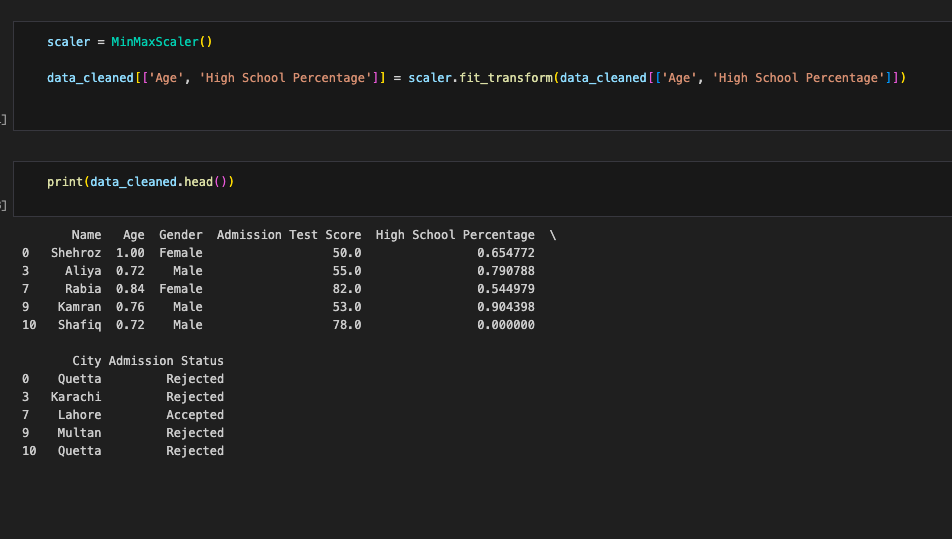 scaler = MinMaxScaler()
data_cleaned[['Age', 'High School Percentage']] = scaler.fit_transform(data_cleaned[['Age', 'High School Percentage']])
]
print(data_cleaned.head())
]
Name Age Gender Admission Test Score High School Percentage \
0 Shehroz 1.00 Female 50.0 0.654772
3 Aliya 0.72 Male 55.0 0.790788
7 Rabia 0.84 Female 82.0 0.544979
9 Kamran 0.76 Male 53.0 0.904398
10 Shafiq 0.72 Male 78.0 0.000000
City Admission Status
0 Quetta Rejected
3 Karachi Rejected
7 Lahore Accepted
9 Multan Rejected
10 Quetta Rejected